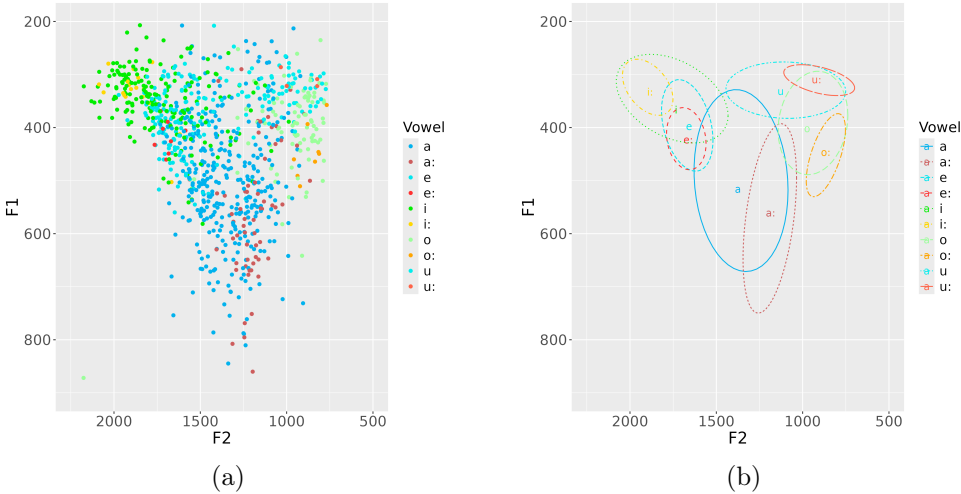 200
400
600
800
F1
2000
1500
1000
500
F2
Vowel
a
a:
e
e:
i
i:
o
o:
u
u:
(a)
200
400
600
800
F1
i:
e
e:
a
a:
u
u:
o
o:
2000
1500
1000
500
F2
Vowel
a a
a a:
a e
a e:
a i
a i:
a o
a o:
a u
a u:
(b)